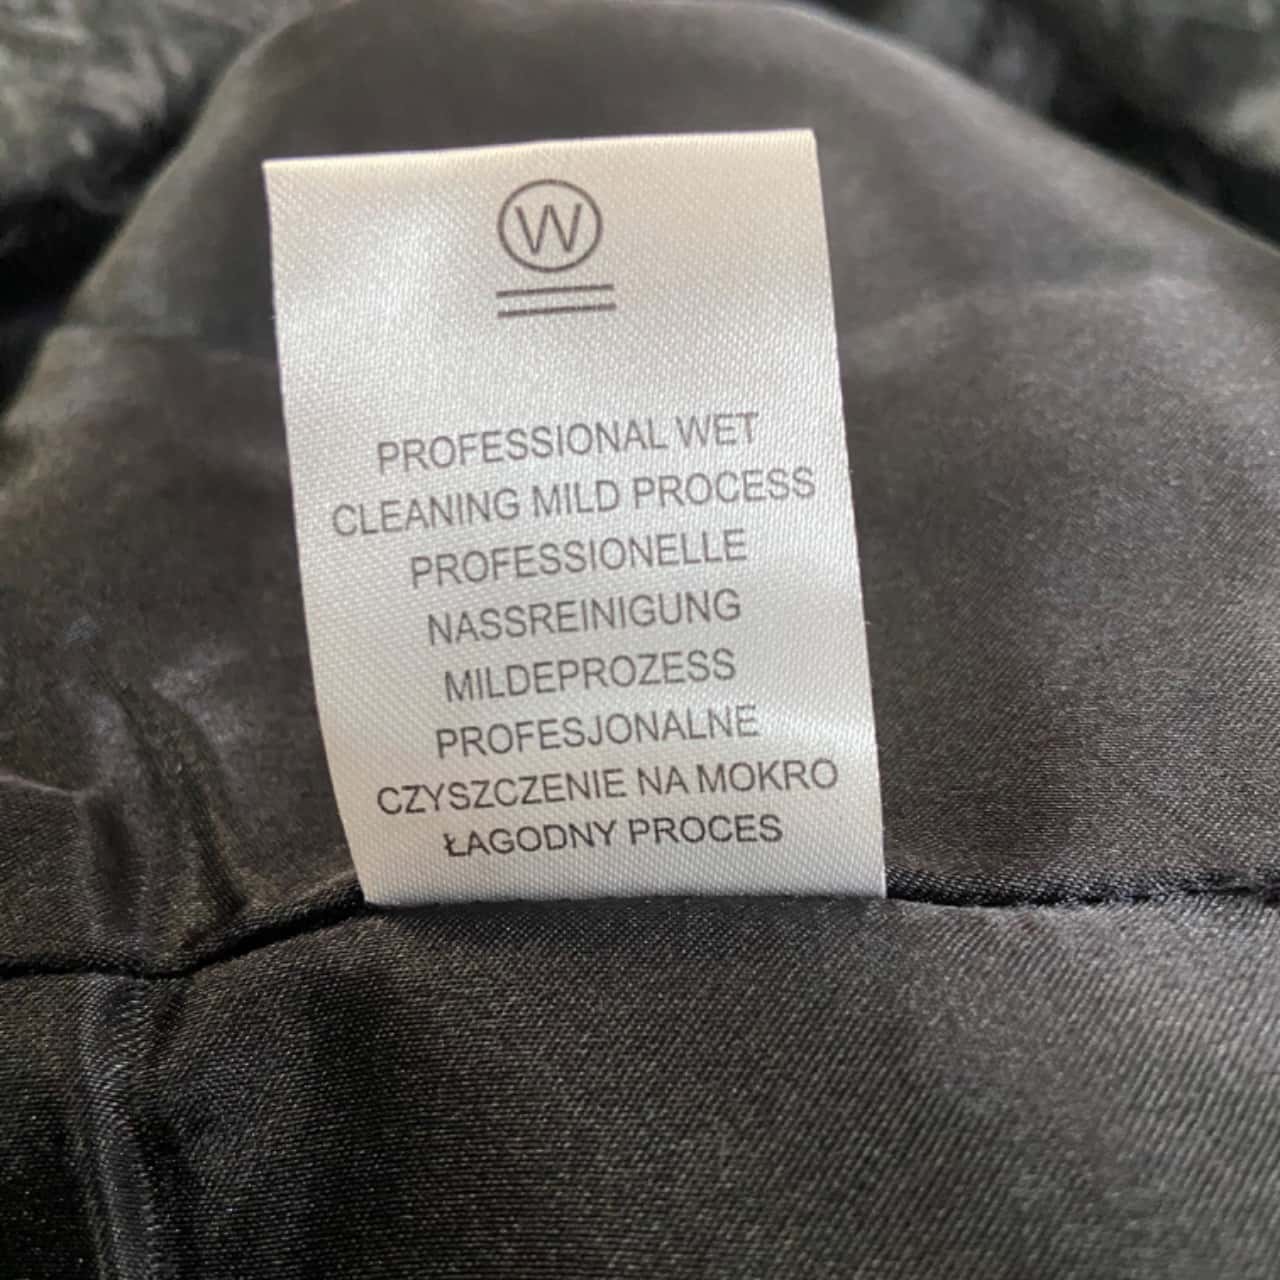 W
PROFESSIONAL WET
CLEANING MILD PROCESS
PROFESSIONELLE
NASSREINIGUNG
MILDEPROZESS
PROFESJONALNE
CZYSZCZENIE NA MOKRO
ŁAGODNY PROCES